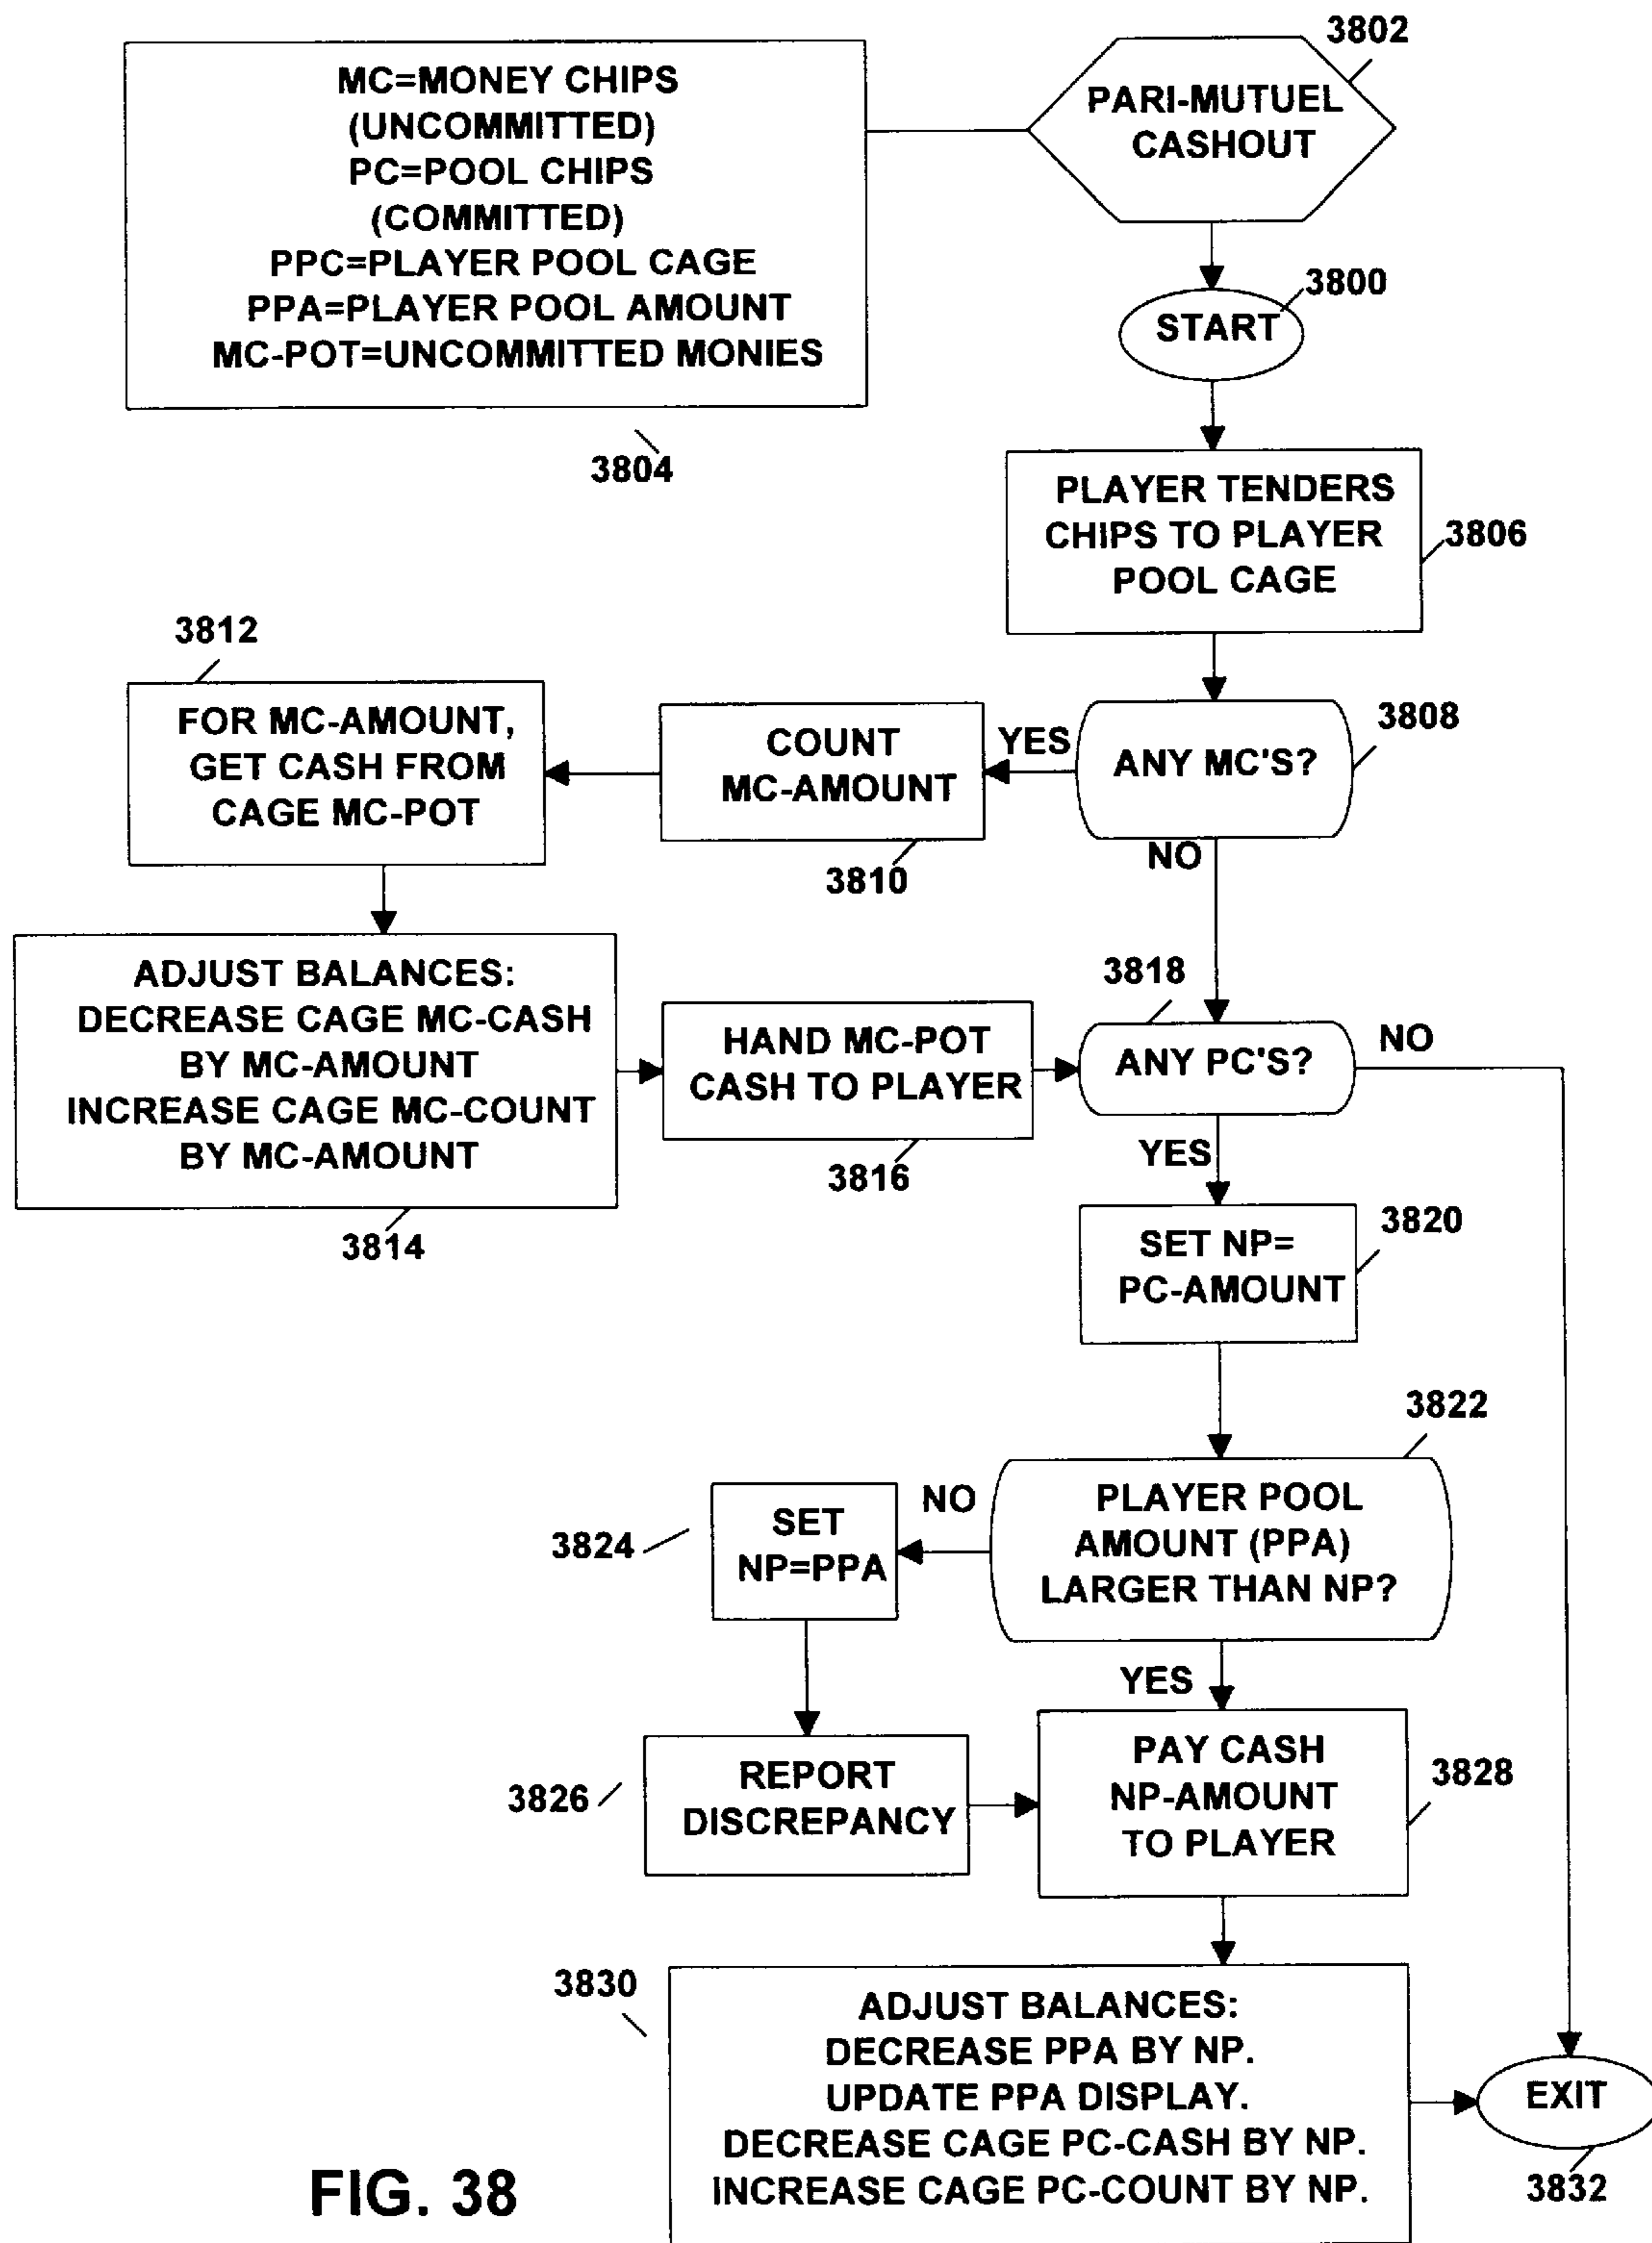 3802
MC=MONEY CHIPS
(UNCOMMITTED)
PC=POOL CHIPS
(COMMITTED)
PPC=PLAYER POOL CAGE
PPA=PLAYER POOL AMOUNT
MC-POT=UNCOMMITTED MONIES
3804
PARI-MUTUEL
CASHOUT
3800
START
PLAYER TENDERS
CHIPS TO PLAYER
POOL CAGE
3806
3808
ANY MC'S?
YES
NO
COUNT
MC-AMOUNT
3810
3812
FOR MC-AMOUNT,
GET CASH FROM
CAGE MC-POT
ADJUST BALANCES:
DECREASE CAGE MC-CASH
BY MC-AMOUNT
INCREASE CAGE MC-COUNT
BY MC-AMOUNT
3814
HAND MC-POT
CASH TO PLAYER
3816
3818
ANY PC'S?
NO
YES
SET NP=
PC-AMOUNT
3820
3822
PLAYER POOL
AMOUNT (PPA)
LARGER THAN NP?
NO
YES
3824
SET
NP=PPA
3826
REPORT
DISCREPANCY
PAY CASH
NP-AMOUNT
TO PLAYER
3828
3830
ADJUST BALANCES:
DECREASE PPA BY NP.
UPDATE PPA DISPLAY.
DECREASE CAGE PC-CASH BY NP.
INCREASE CAGE PC-COUNT BY NP.
EXIT
3832
FIG. 38